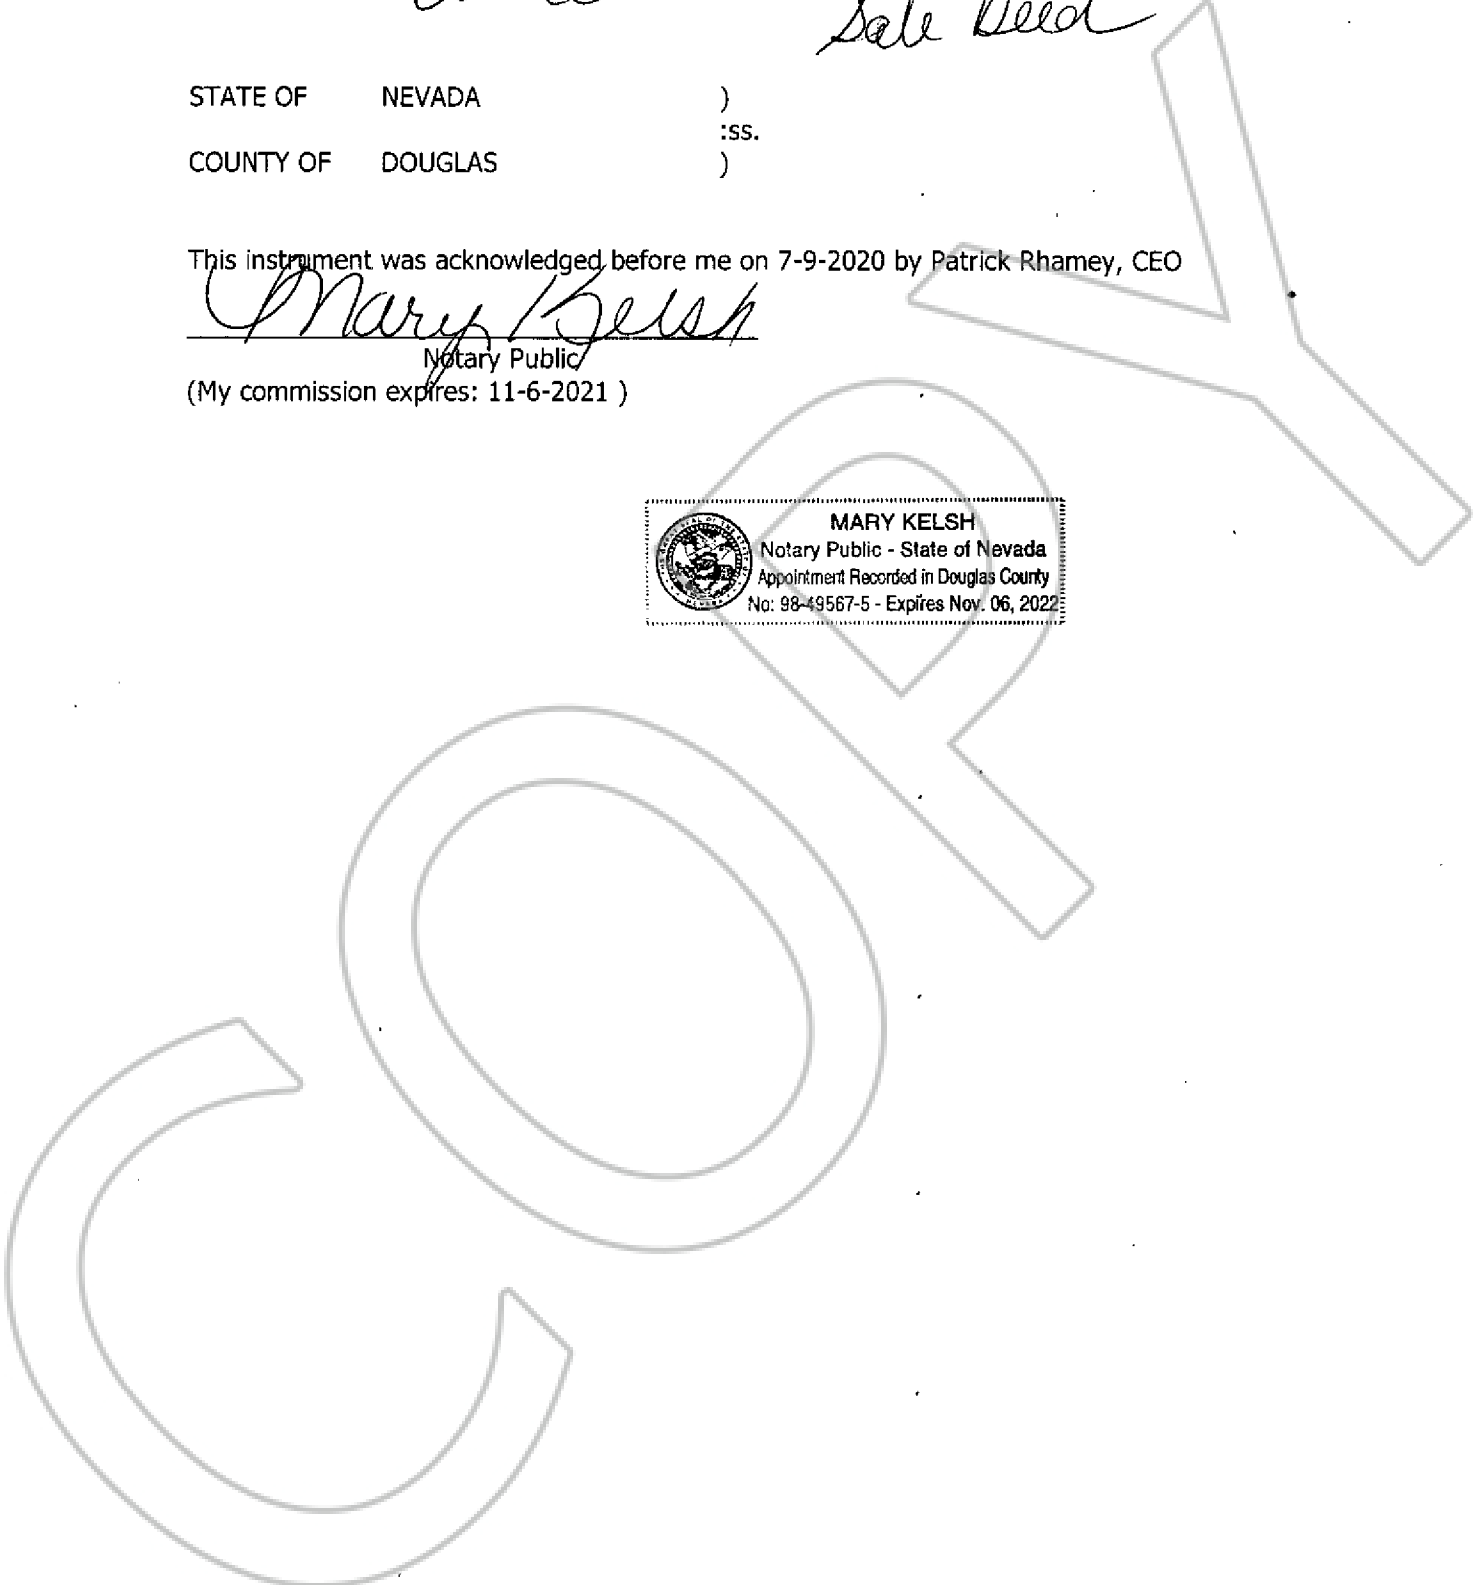 Sale Deed
STATE OF NEVADA )
:ss.
COUNTY OF DOUGLAS )
This instrument was acknowledged before me on 7-9-2020 by Patrick Rhamey, CEO
Mary Kelsh
Notary Public
(My commission expires: 11-6-2021 )
MARY KELSH
Notary Public - State of Nevada
Appointment Recorded in Douglas County
No: 98-49567-5 - Expires Nov. 06, 2022
COPY